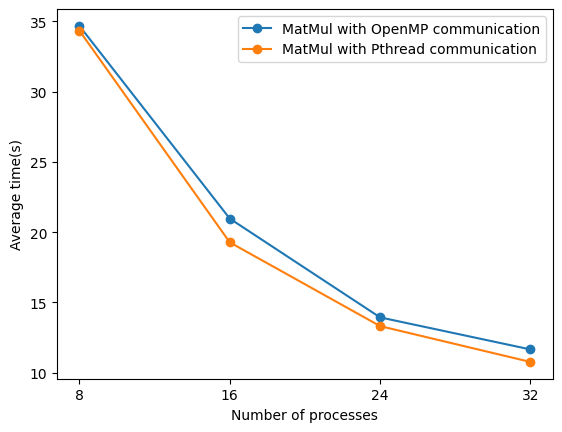 MatMul with OpenMP communication
MatMul with Pthread communication
Average time(s)
35
30
25
20
15
10
8
16
24
32
Number of processes